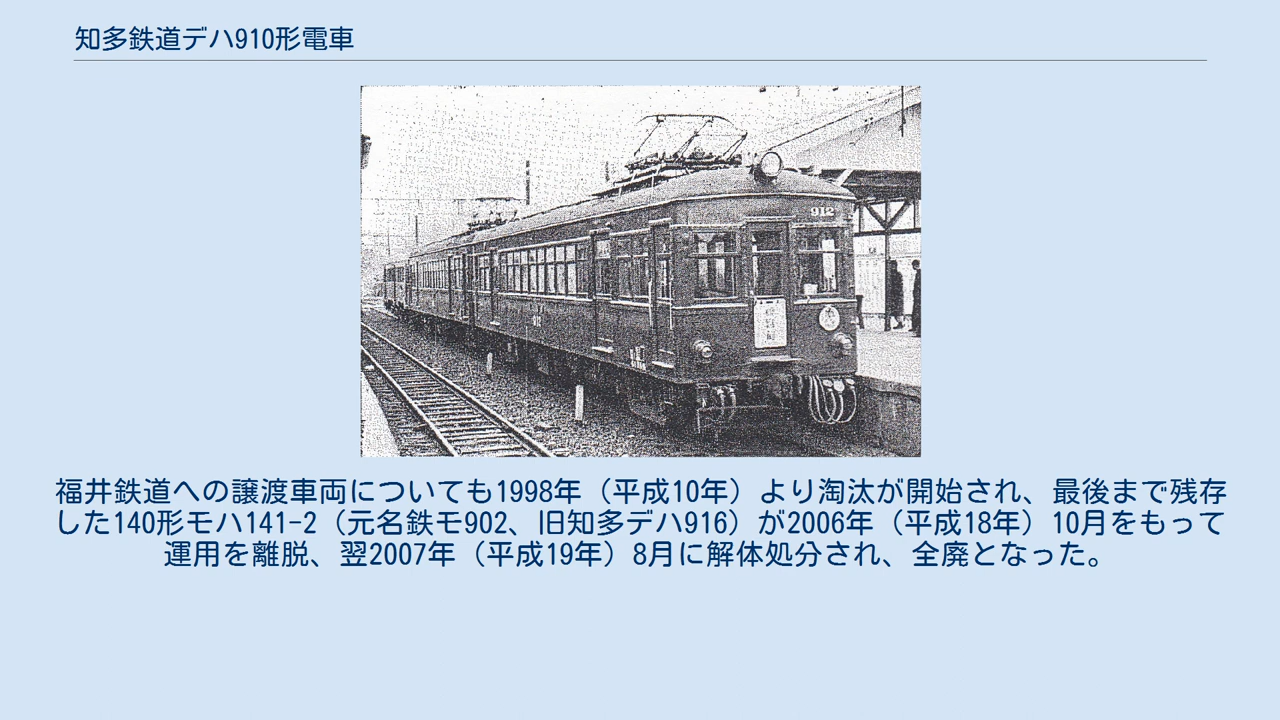 知多鉄道デハ910形電車
912
福井鉄道への譲渡車両についても1998年（平成10年）より淘汰が開始され、最後まで残存
した140形モハ141-2（元名鉄モ902、旧知多デハ916）が2006年（平成18年）10月をもって
運用を離脱、翌2007年（平成19年）8月に解体処分され、全廃となった。